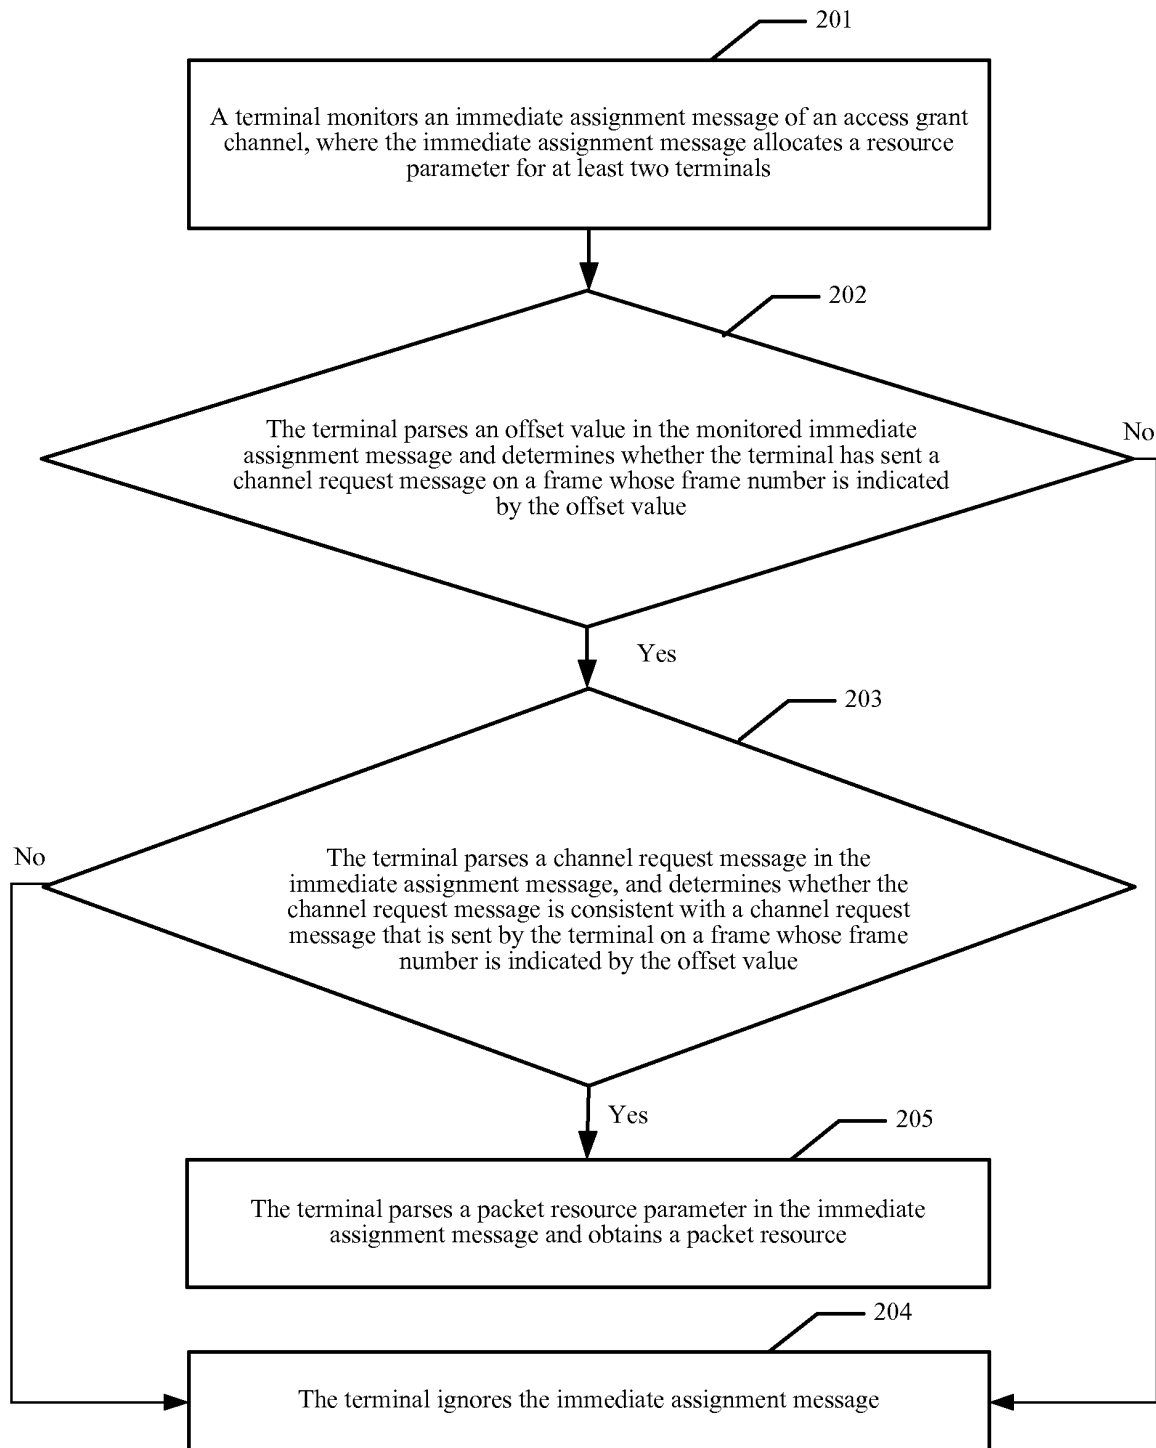 201
A terminal monitors an immediate assignment message of an access grant
channel, where the immediate assignment message allocates a resource
parameter for at least two terminals
202
The terminal parses an offset value in the monitored immediate
assignment message and determines whether the terminal has sent a
channel request message on a frame whose frame number is indicated
by the offset value
No
Yes
203
No
The terminal parses a channel request message in the
immediate assignment message, and determines whether the
channel request message is consistent with a channel request
message that is sent by the terminal on a frame whose frame
number is indicated by the offset value
Yes
205
The terminal parses a packet resource parameter in the immediate
assignment message and obtains a packet resource
204
The terminal ignores the immediate assignment message